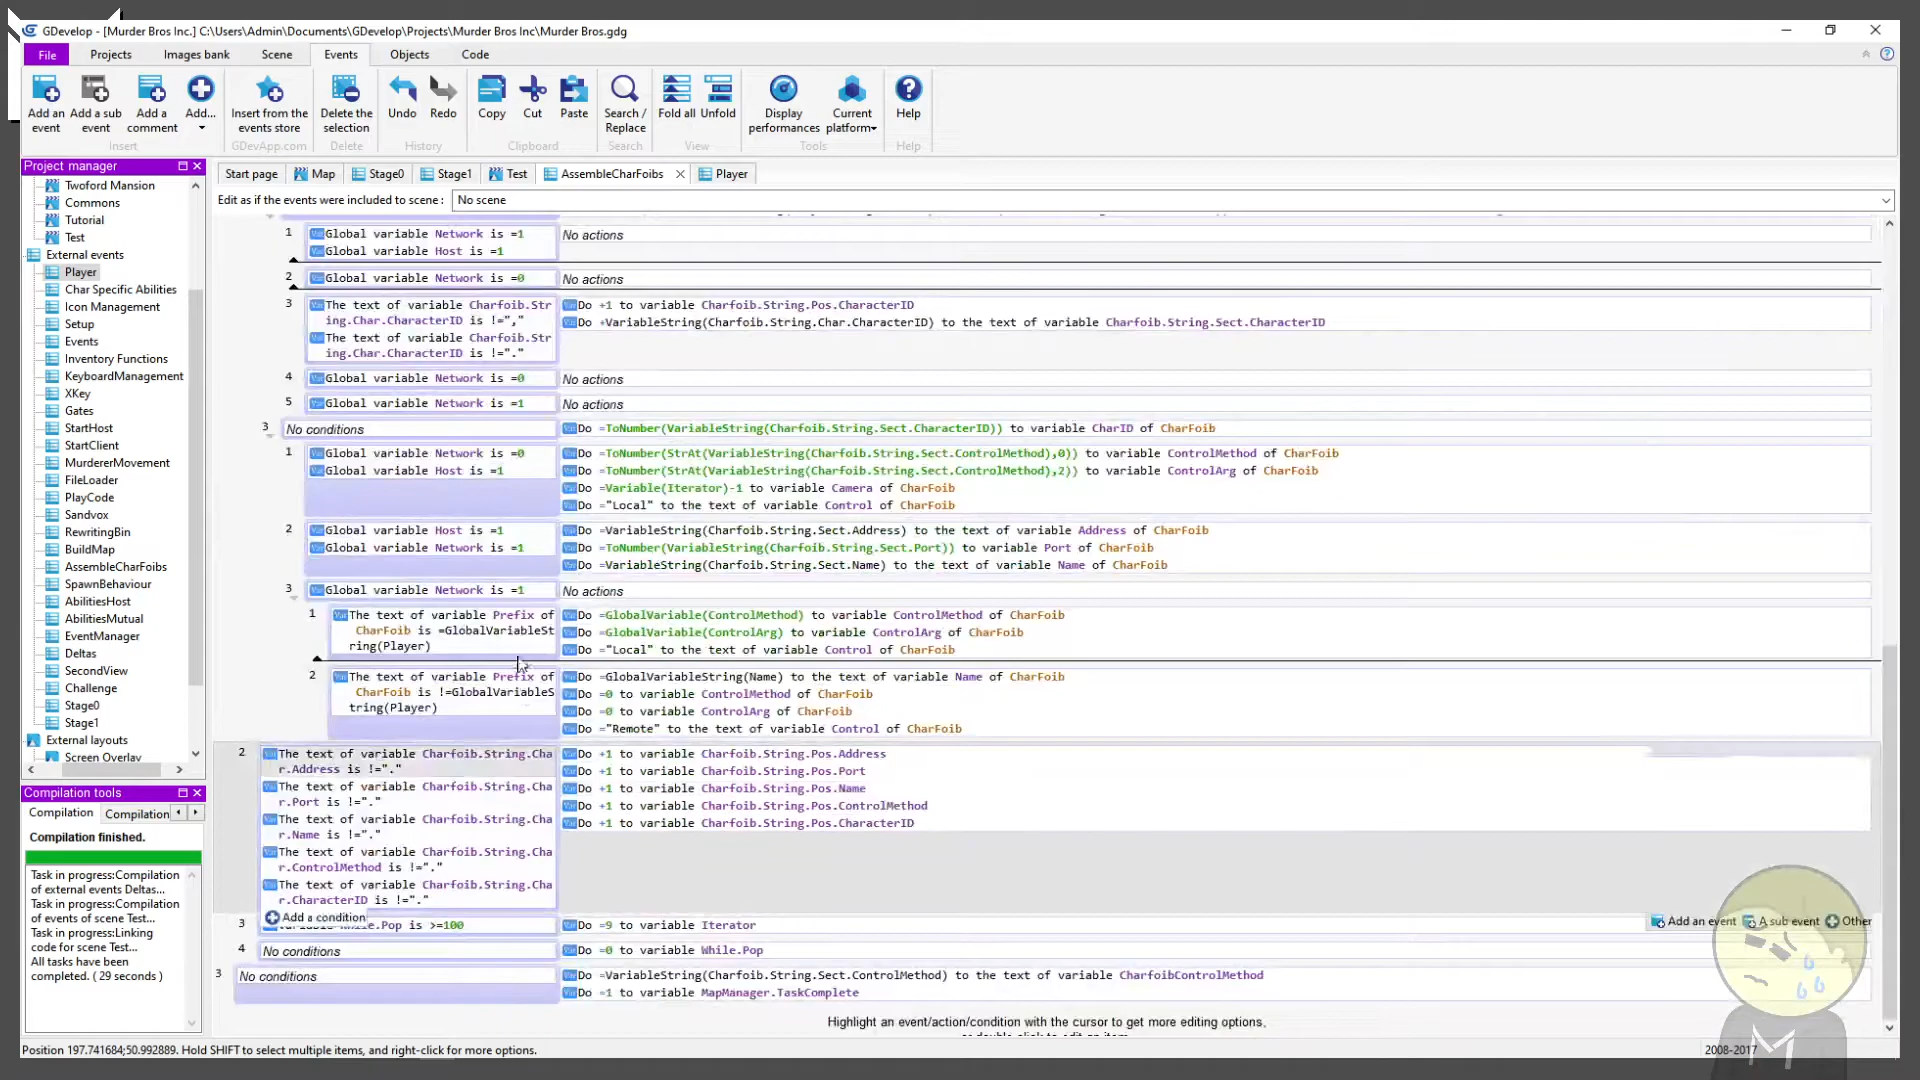 GDevelop - [Murder Bros Inc.] C:\Users\Admin\Documents\GDevelop\Projects\Murder Bros Inc\Murder Bros.gdg
File Projects Images bank Scene Events Objects Code
Add an event
Add a sub event
Add a comment
Add...
Insert from the events store
Delete the selection
Undo
Redo
Copy
Cut
Paste
Search / Replace
Fold all
Unfold
Display performances
Current platform
Help
Insert GDevApp.com Delete History Clipboard Search View Tools Help
Project manager
Twoford Mansion
Commons
Tutorial
Test
External events
Player
Char Specific Abilities
Icon Management
Setup
Events
Inventory Functions
KeyboardManagement
XKey
Gates
StartHost
StartClient
MurdererMovement
FileLoader
PlayCode
Sandvox
RewritingBin
BuildMap
AssembleCharFoibs
SpawnBehaviour
AbilitiesHost
AbilitiesMutual
EventManager
Deltas
SecondView
Challenge
Stage0
Stage1
External layouts
Screen Overlay
Compilation tools
Compilation Compilation
Compilation finished.
Task in progress:Compilation
of external events Deltas...
Task in progress:Compilation
of events of scene Test...
Task in progress:Linking
code for scene Test...
All tasks have been
completed. ( 29 seconds )
Start page Map Stage0 Stage1 Test AssembleCharFoibs Player
Edit as if the events were included to scene : No scene
1 Global variable Network is =1 No actions
Global variable Host is =1
2 Global variable Network is =0 No actions
3 The text of variable Charfoib.Str Do +1 to variable Charfoib.String.Pos.CharacterID
ing.Char.CharacterID is !="," Do +VariableString(Charfoib.String.Char.CharacterID) to the text of variable Charfoib.String.Sect.CharacterID
The text of variable Charfoib.Str
ing.Char.CharacterID is !="."
4 Global variable Network is =0 No actions
5 Global variable Network is =1 No actions
3 No conditions Do =ToNumber(VariableString(Charfoib.String.Sect.CharacterID)) to variable CharID of CharFoib
1 Global variable Network is =0 Do =ToNumber(StrAt(VariableString(Charfoib.String.Sect.ControlMethod),0)) to variable ControlMethod of CharFoib
Global variable Host is =1 Do =ToNumber(StrAt(VariableString(Charfoib.String.Sect.ControlMethod),2)) to variable ControlArg of CharFoib
Do =Variable(Iterator)-1 to variable Camera of CharFoib
Do ="Local" to the text of variable Control of CharFoib
2 Global variable Host is =1 Do =VariableString(Charfoib.String.Sect.Address) to the text of variable Address of CharFoib
Global variable Network is =1 Do =ToNumber(VariableString(Charfoib.String.Sect.Port)) to variable Port of CharFoib
Do =VariableString(Charfoib.String.Sect.Name) to the text of variable Name of CharFoib
3 Global variable Network is =1 No actions
1 The text of variable Prefix of Do =GlobalVariable(ControlMethod) to variable ControlMethod of CharFoib
CharFoib is =GlobalVariableSt Do =GlobalVariable(ControlArg) to variable ControlArg of CharFoib
ring(Player) Do ="Local" to the text of variable Control of CharFoib
2 The text of variable Prefix of Do =GlobalVariableString(Name) to the text of variable Name of CharFoib
CharFoib is !=GlobalVariableS Do =0 to variable ControlMethod of CharFoib
tring(Player) Do =0 to variable ControlArg of CharFoib
Do ="Remote" to the text of variable Control of CharFoib
2 The text of variable Charfoib.String.Cha Do +1 to variable Charfoib.String.Pos.Address
r.Address is !="." Do +1 to variable Charfoib.String.Pos.Port
The text of variable Charfoib.String.Cha Do +1 to variable Charfoib.String.Pos.Name
r.Port is !="." Do +1 to variable Charfoib.String.Pos.ControlMethod
The text of variable Charfoib.String.Cha Do +1 to variable Charfoib.String.Pos.CharacterID
r.Name is !="."
The text of variable Charfoib.String.Cha
r.ControlMethod is !="."
The text of variable Charfoib.String.Cha
r.CharacterID is !="."
Add a condition
Add an event A sub event Other
3 While.Pop is >=100 Do =9 to variable Iterator
4 No conditions Do =0 to variable While.Pop
3 No conditions Do =VariableString(Charfoib.String.Sect.ControlMethod) to the text of variable CharfoibControlMethod
Do =1 to variable MapManager.TaskComplete
Highlight an event/action/condition with the cursor to get more editing options,
Position 197.741684;50.992889. Hold SHIFT to select multiple items, and right-click for more options. 2008-2017